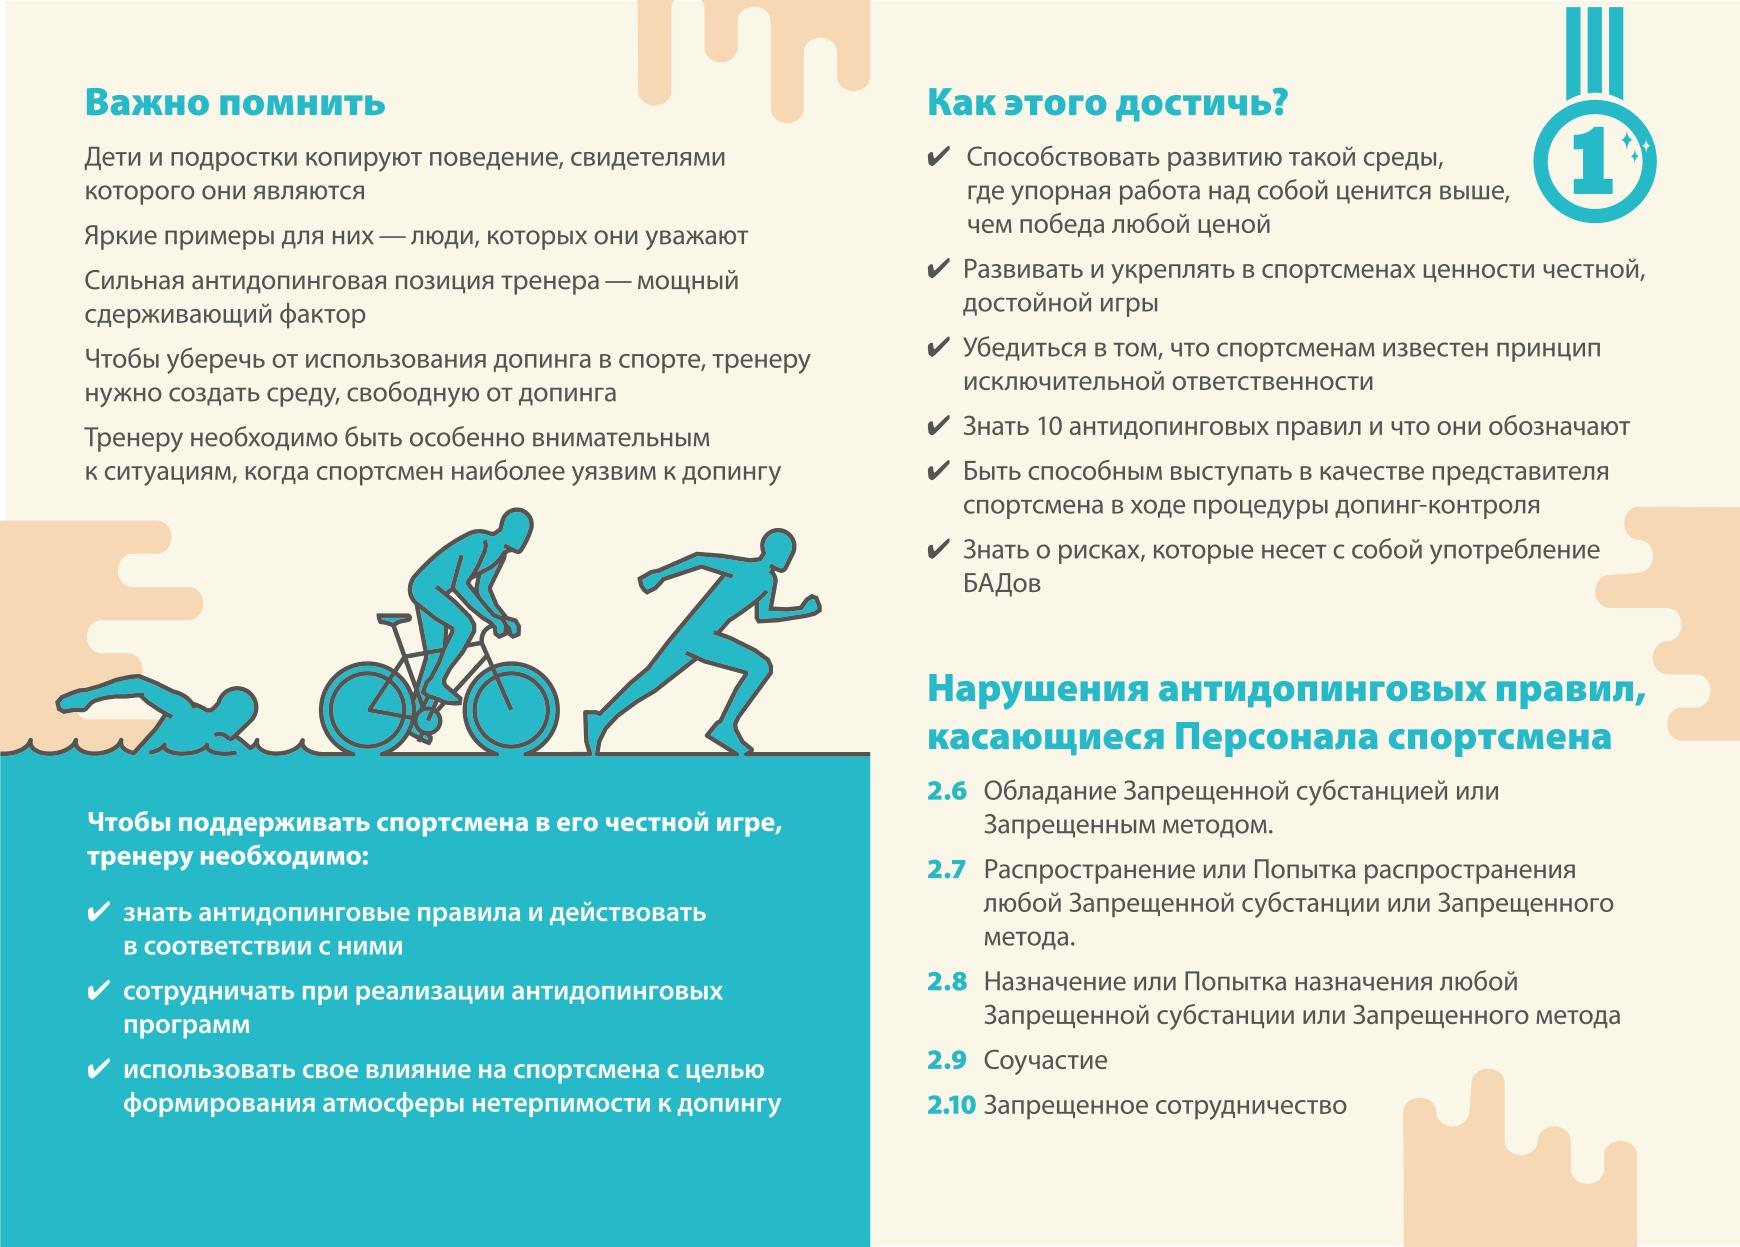 Важно помнить
Дети и подростки копируют поведение, свидетелями
которого они являются
Яркие примеры для них — люди, которых они уважают
Сильная антидопинговая позиция тренера — мощный
сдерживающий фактор
Чтобы уберечь от использования допинга в спорте, тренеру
нужно создать среду, свободную от допинга
Тренеру необходимо быть особенно внимательным
к ситуациям, когда спортсмен наиболее уязвим к допингу
Чтобы поддерживать спортсмена в его честной игре,
тренеру необходимо:
✔ знать антидопинговые правила и действовать
в соответствии с ними
✔ сотрудничать при реализации антидопинговых
программ
✔ использовать свое влияние на спортсмена с целью
формирования атмосферы нетерпимости к допингу
Как этого достичь?
1
✔ Способствовать развитию такой среды,
где упорная работа над собой ценится выше,
чем победа любой ценой
✔ Развивать и укреплять в спортсменах ценности честной,
достойной игры
✔ Убедиться в том, что спортсменам известен принцип
исключительной ответственности
✔ Знать 10 антидопинговых правил и что они обозначают
✔ Быть способным выступать в качестве представителя
спортсмена в ходе процедуры допинг-контроля
✔ Знать о рисках, которые несет с собой употребление
БАДов
Нарушения антидопинговых правил,
касающиеся Персонала спортсмена
2.6 Обладание Запрещенной субстанцией или
Запрещенным методом.
2.7 Распространение или Попытка распространения
любой Запрещенной субстанции или Запрещенного
метода.
2.8 Назначение или Попытка назначения любой
Запрещенной субстанции или Запрещенного метода
2.9 Соучастие
2.10 Запрещенное сотрудничество